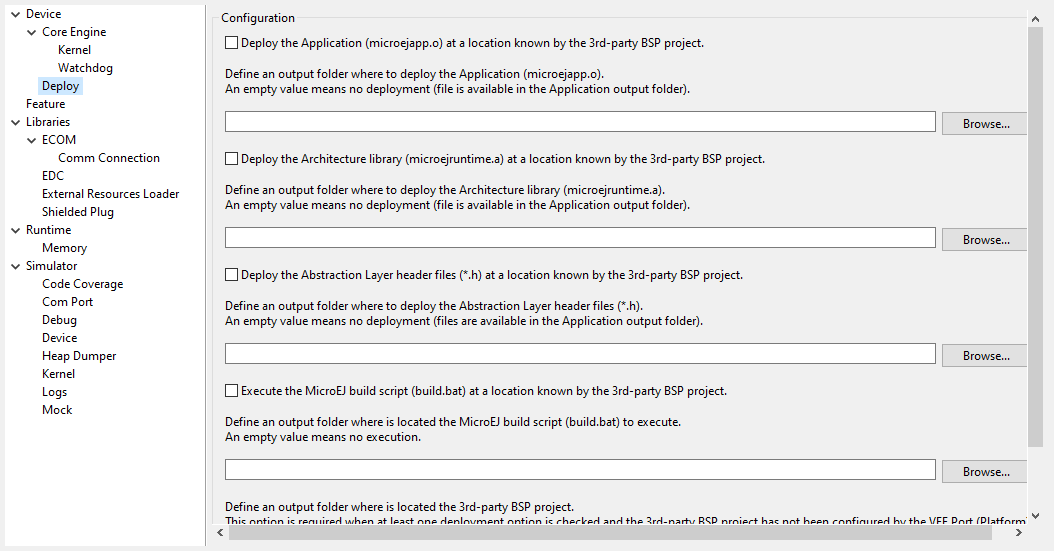 Device
Core Engine
Kernel
Watchdog
Deploy
Feature
Libraries
ECOM
Comm Connection
EDC
External Resources Loader
Shielded Plug
Runtime
Memory
Simulator
Code Coverage
Com Port
Debug
Device
Heap Dumper
Kernel
Logs
Mock
Configuration
Deploy the Application (microejapp.o) at a location known by the 3rd-party BSP project.
Define an output folder where to deploy the Application (microejapp.o).
An empty value means no deployment (file is available in the Application output folder).
Browse...
Deploy the Architecture library (microejruntime.a) at a location known by the 3rd-party BSP project.
Define an output folder where to deploy the Architecture library (microejruntime.a).
An empty value means no deployment (file is available in the Application output folder).
Browse...
Deploy the Abstraction Layer header files (*.h) at a location known by the 3rd-party BSP project.
Define an output folder where to deploy the Abstraction Layer header files (*.h).
An empty value means no deployment (files are available in the Application output folder).
Browse...
Execute the MicroEJ build script (build.bat) at a location known by the 3rd-party BSP project.
Define an output folder where is located the MicroEJ build script (build.bat) to execute.
An empty value means no execution.
Browse...
Define an output folder where is located the 3rd-party BSP project.
This option is required when at least one deployment option is checked and the 3rd-party BSP project has not been configured by the VEE Port (Platform